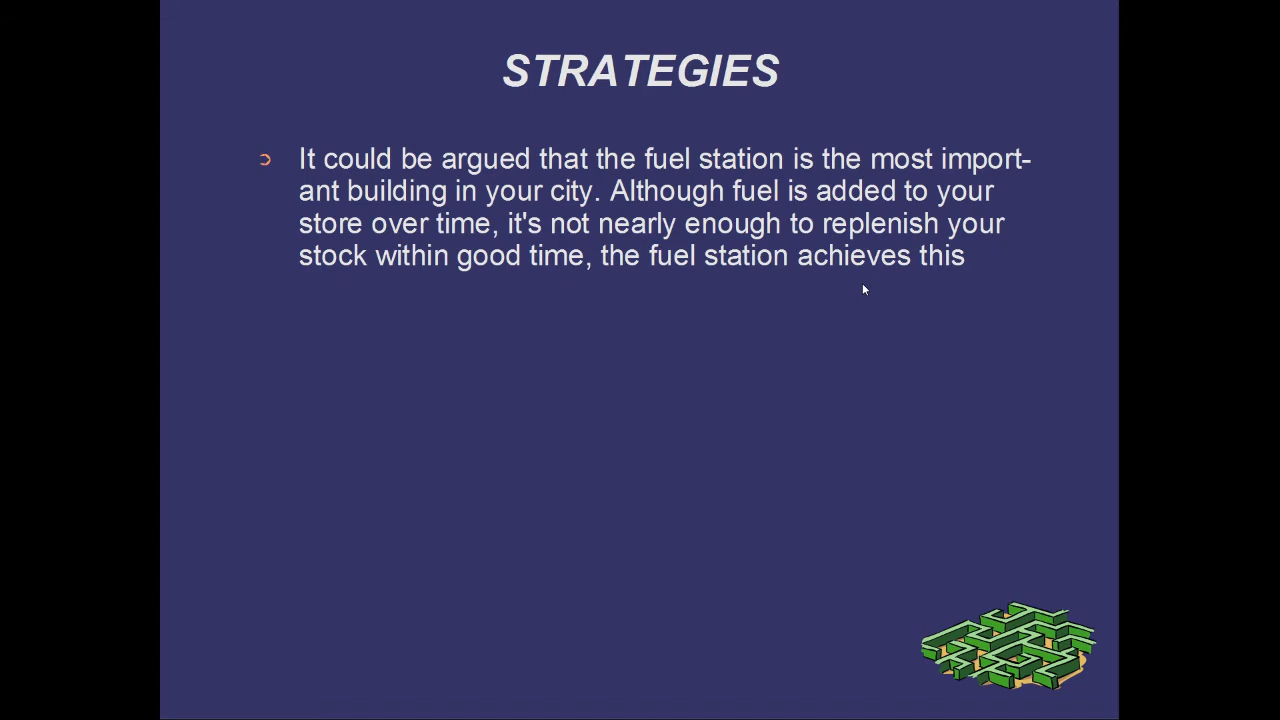 STRATEGIES
It could be argued that the fuel station is the most import-
ant building in your city. Although fuel is added to your
store over time, it's not nearly enough to replenish your
stock within good time, the fuel station achieves this